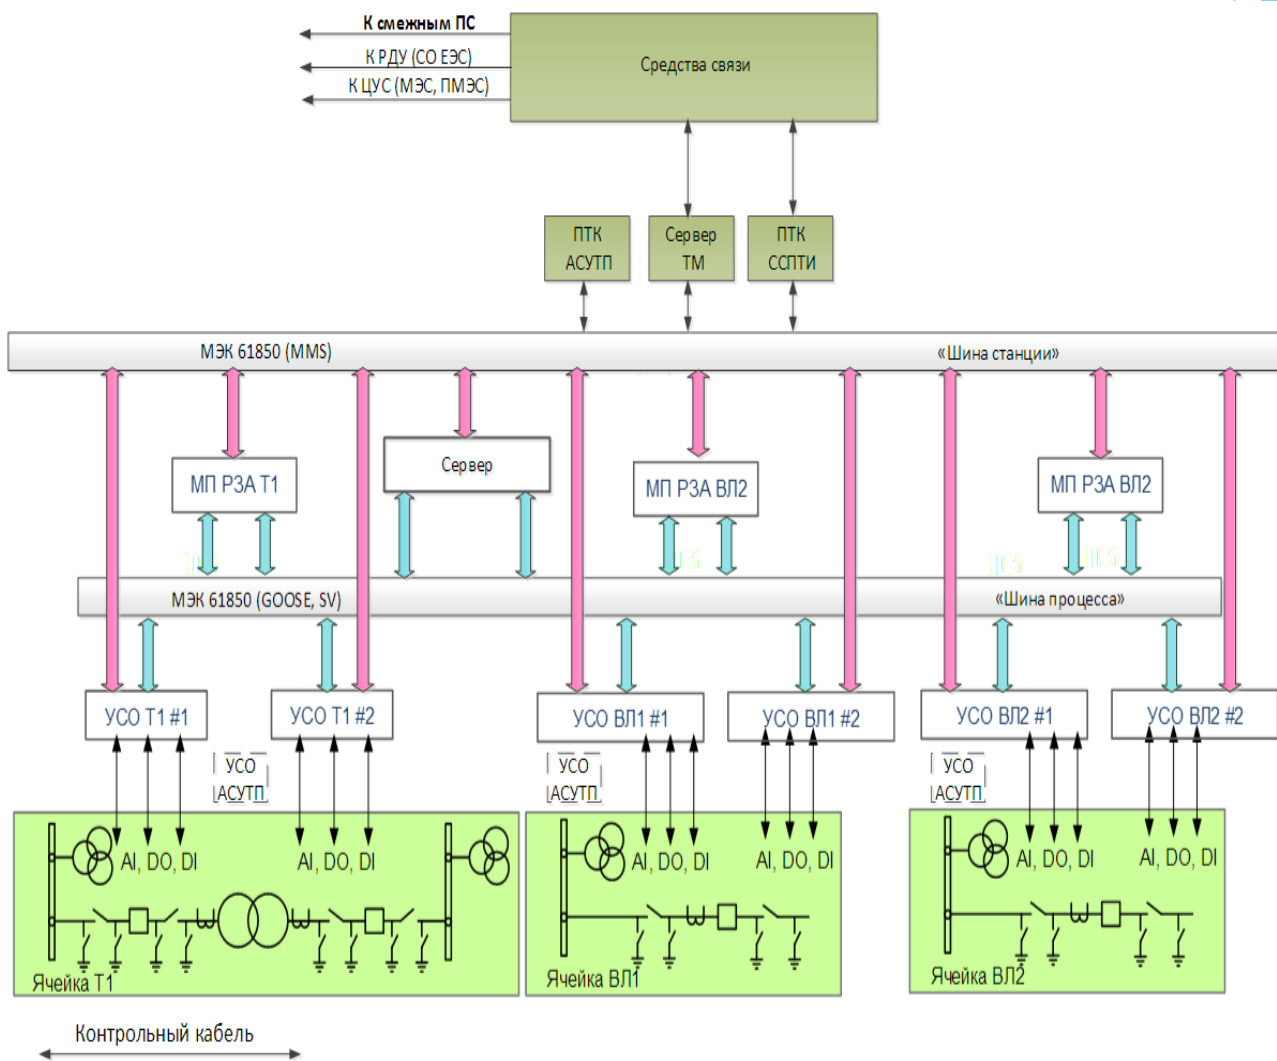 К смежным ПС
К РДУ (СО ЕЭС)
К ЦУС (МЭС, ПМЭС)
Средства связи
ПТК
АСУТП
Сервер
ТМ
ПТК
ССПТИ
МЭК 61850 (MMS)
«Шина станции»
МП РЗА Т1
Сервер
МП РЗА ВЛ2
МП РЗА ВЛ2
МЭК 61850 (GOOSE, SV)
«Шина процесса»
УСО Т1 #1
УСО Т1 #2
УСО ВЛ1 #1
УСО ВЛ1 #2
УСО ВЛ2 #1
УСО ВЛ2 #2
УСО
АСУТП
УСО
АСУТП
УСО
АСУТП
AI, DO, DI
AI, DO, DI
AI, DO, DI
AI, DO, DI
AI, DO, DI
AI, DO, DI
Ячейка Т1
Ячейка ВЛ1
Ячейка ВЛ2
Контрольный кабель